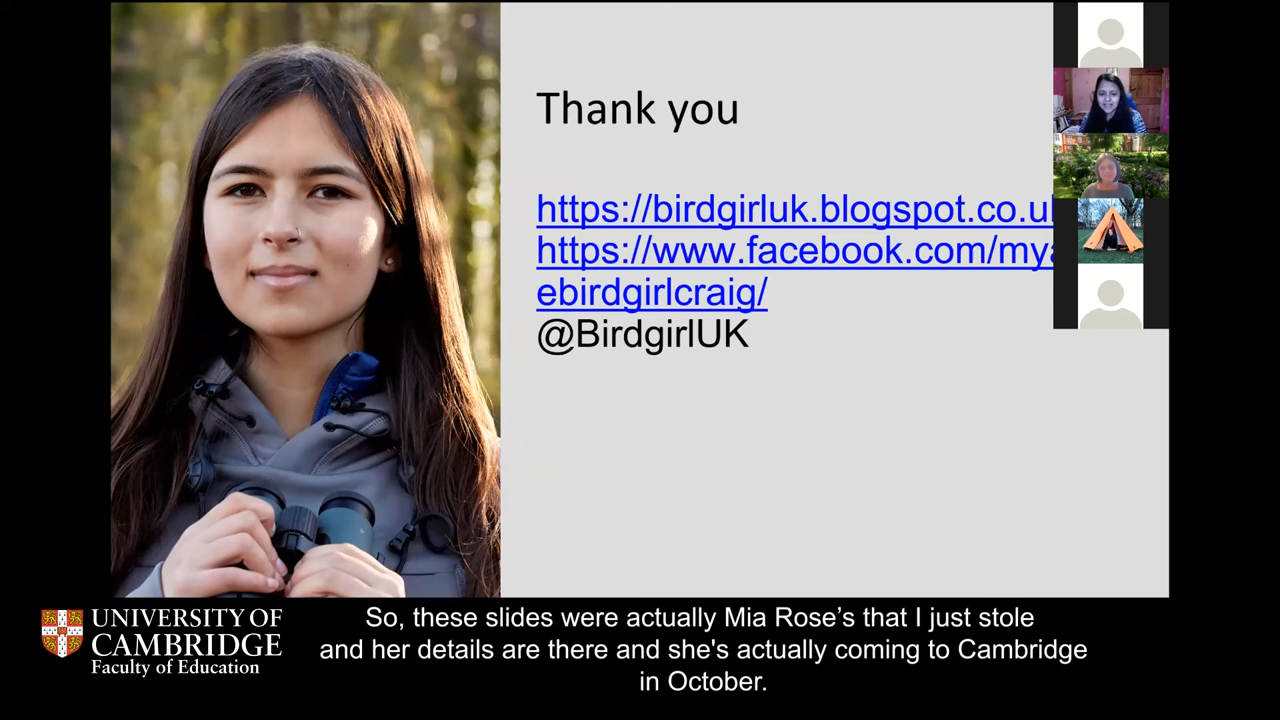 Thank you
https://birdgirluk.blogspot.co.u
https://www.facebook.com/mya
ebirdgirlcraig/
@BirdgirlUK
UNIVERSITY OF
CAMBRIDGE
Faculty of Education
So, these slides were actually Mia Rose’s that I just stole
and her details are there and she's actually coming to Cambridge
in October.